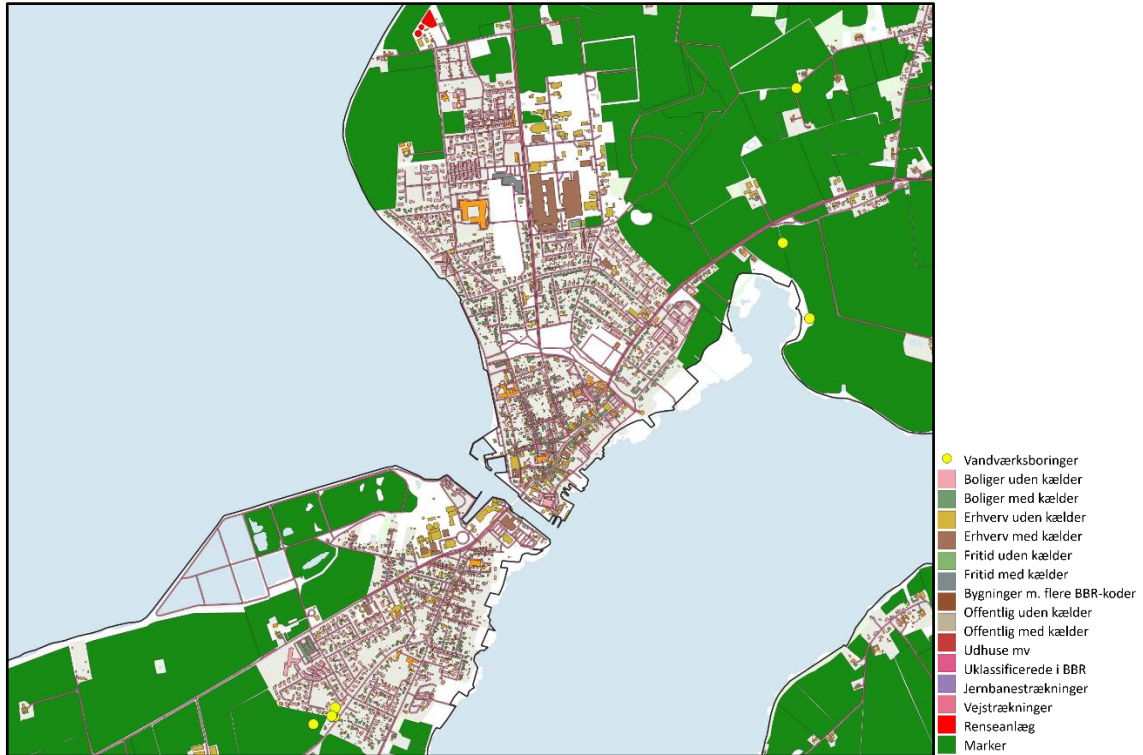 Vandværksboringer
Boliger uden kælder
Boliger med kælder
Erhverv uden kælder
Erhverv med kælder
Fritid uden kælder
Fritid med kælder
Bygninger m. flere BBR-koder
Offentlig uden kælder
Offentlig med kælder
Udhuse mv
Uklassificerede i BBR
Jernbanestrækninger
Vejstrækninger
Renseanlæg
Marker